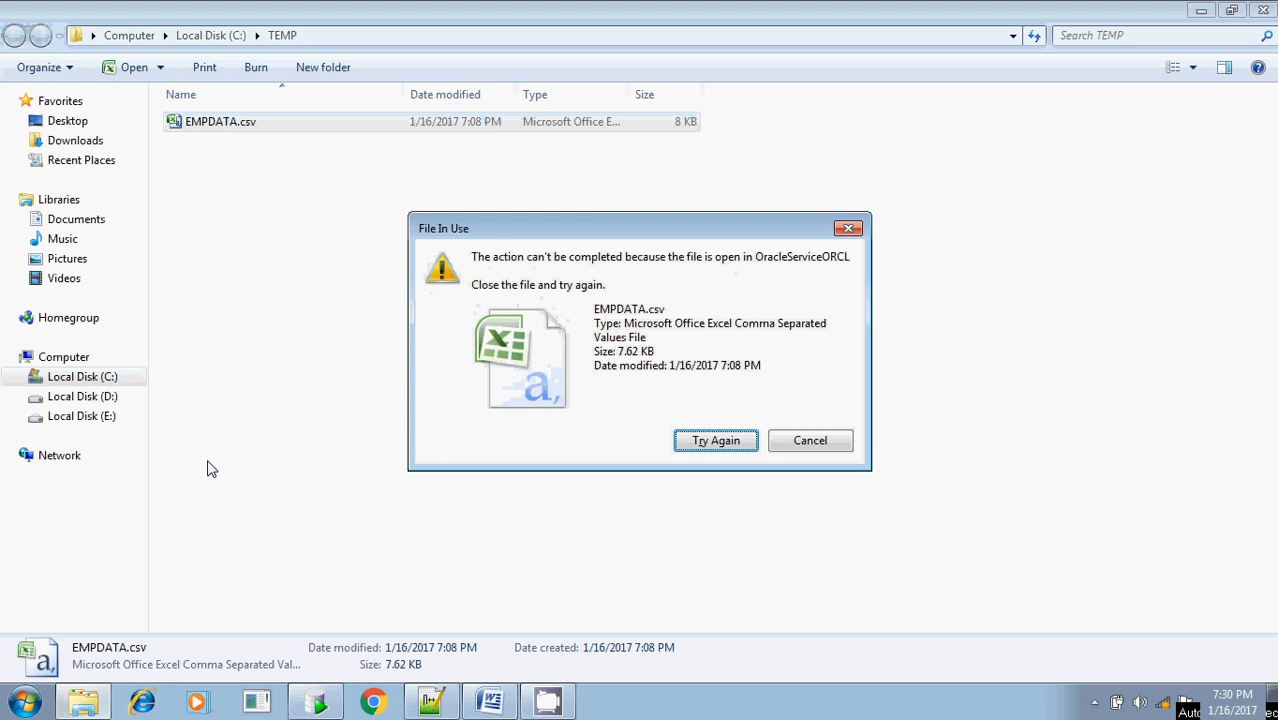 Computer Local Disk (C:) TEMP Search TEMP
Organize Open Print Burn New folder
Name Date modified Type Size
EMPDATA.csv 1/16/2017 7:08 PM Microsoft Office E... 8 KB
Favorites
Desktop
Downloads
Recent Places
Libraries
Documents
Music
Pictures
Videos
Homegroup
Computer
Local Disk (C:)
Local Disk (D:)
Local Disk (E:)
Network
File In Use
The action can't be completed because the file is open in OracleServiceORCL
Close the file and try again.
EMPDATA.csv
Type: Microsoft Office Excel Comma Separated
Values File
Size: 7.62 KB
Date modified: 1/16/2017 7:08 PM
Try Again Cancel
EMPDATA.csv Date modified: 1/16/2017 7:08 PM Date created: 1/16/2017 7:08 PM
Microsoft Office Excel Comma Separated Val... Size: 7.62 KB
7:30 PM
1/16/2017